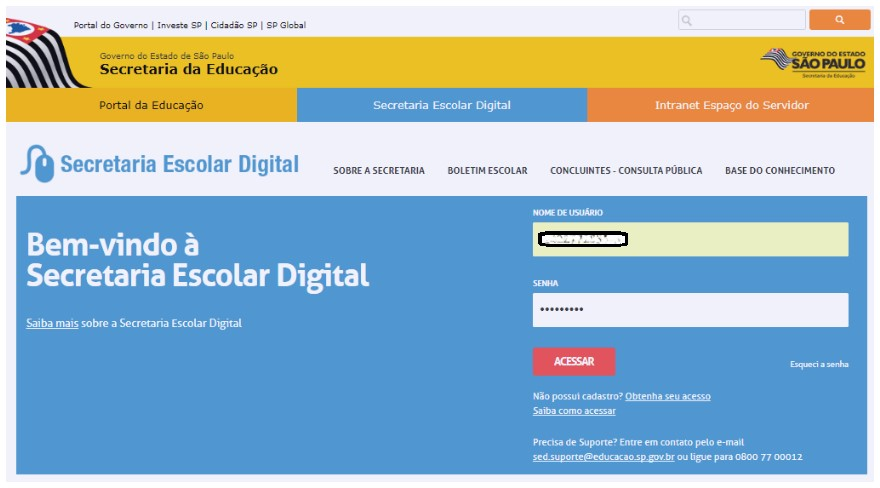 Portal do Governo | Investe SP | Cidadão SP | SP Global
Governo do Estado de São Paulo
Secretaria da Educação
GOVERNO DO ESTADO
SÃO PAULO
Secretaria da Educação
Portal da Educação
Secretaria Escolar Digital
Intranet Espaço do Servidor
Secretaria Escolar Digital
SOBRE A SECRETARIA
BOLETIM ESCOLAR
CONCLUINTES - CONSULTA PÚBLICA
BASE DO CONHECIMENTO
Bem-vindo à
Secretaria Escolar Digital
Saiba mais sobre a Secretaria Escolar Digital
NOME DE USUÁRIO
SENHA
•••••••••
ACESSAR
Esqueci a senha
Não possui cadastro? Obtenha seu acesso
Saiba como acessar
Precisa de Suporte? Entre em contato pelo e-mail
sed.suporte@educacao.sp.gov.br ou ligue para 0800 77 00012